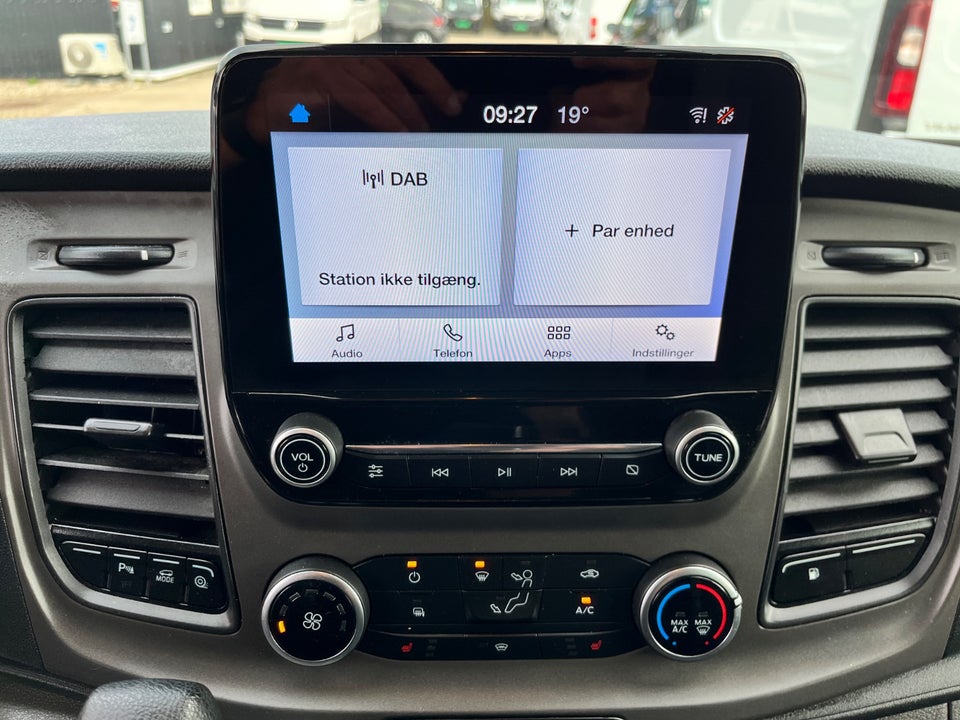 09:27 19°
DAB
Station ikke tilgæng.
+ Par enhed
Audio
Telefon
Apps
Indstillinger
VOL
TUNE
P
MODE
A/C
MAX A/C
MAX